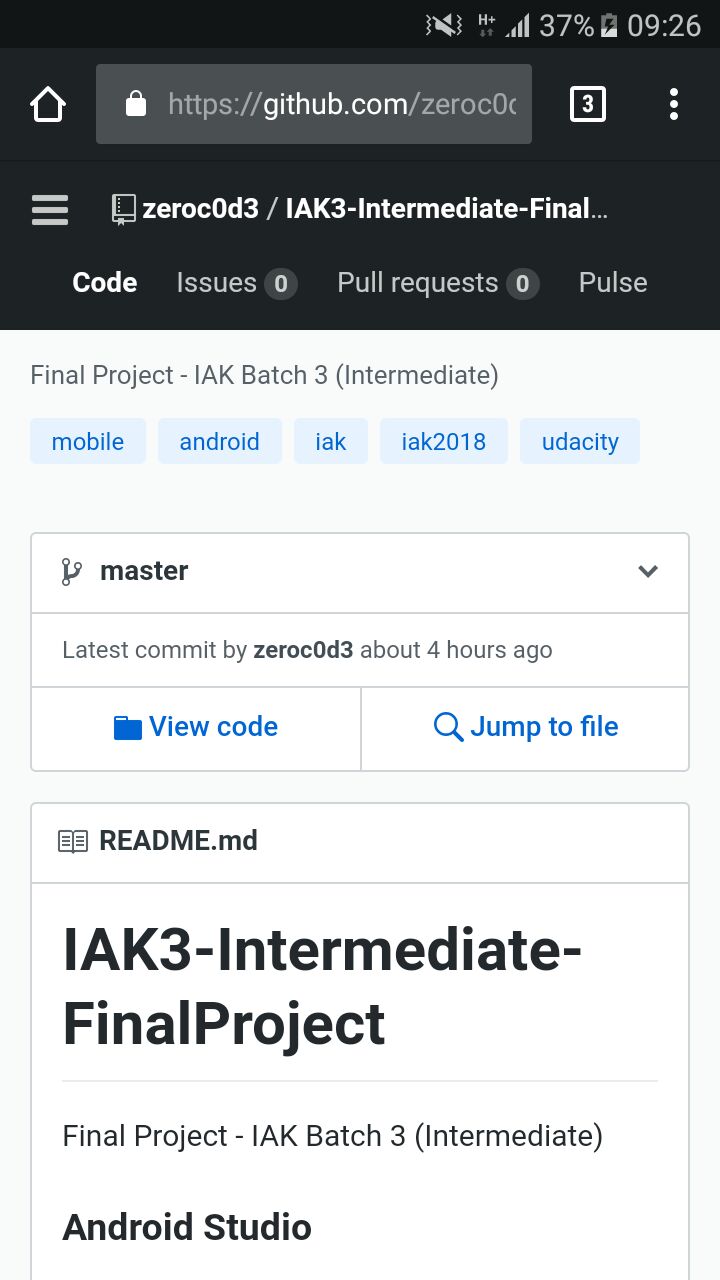 H+ 37% 09:26
https://github.com/zeroc0d 3
zeroc0d3 / IAK3-Intermediate-Final…
Code Issues 0 Pull requests 0 Pulse
Final Project - IAK Batch 3 (Intermediate)
mobile android iak iak2018 udacity
master
Latest commit by zeroc0d3 about 4 hours ago
View code Jump to file
README.md
IAK3-Intermediate-
FinalProject
Final Project - IAK Batch 3 (Intermediate)
Android Studio